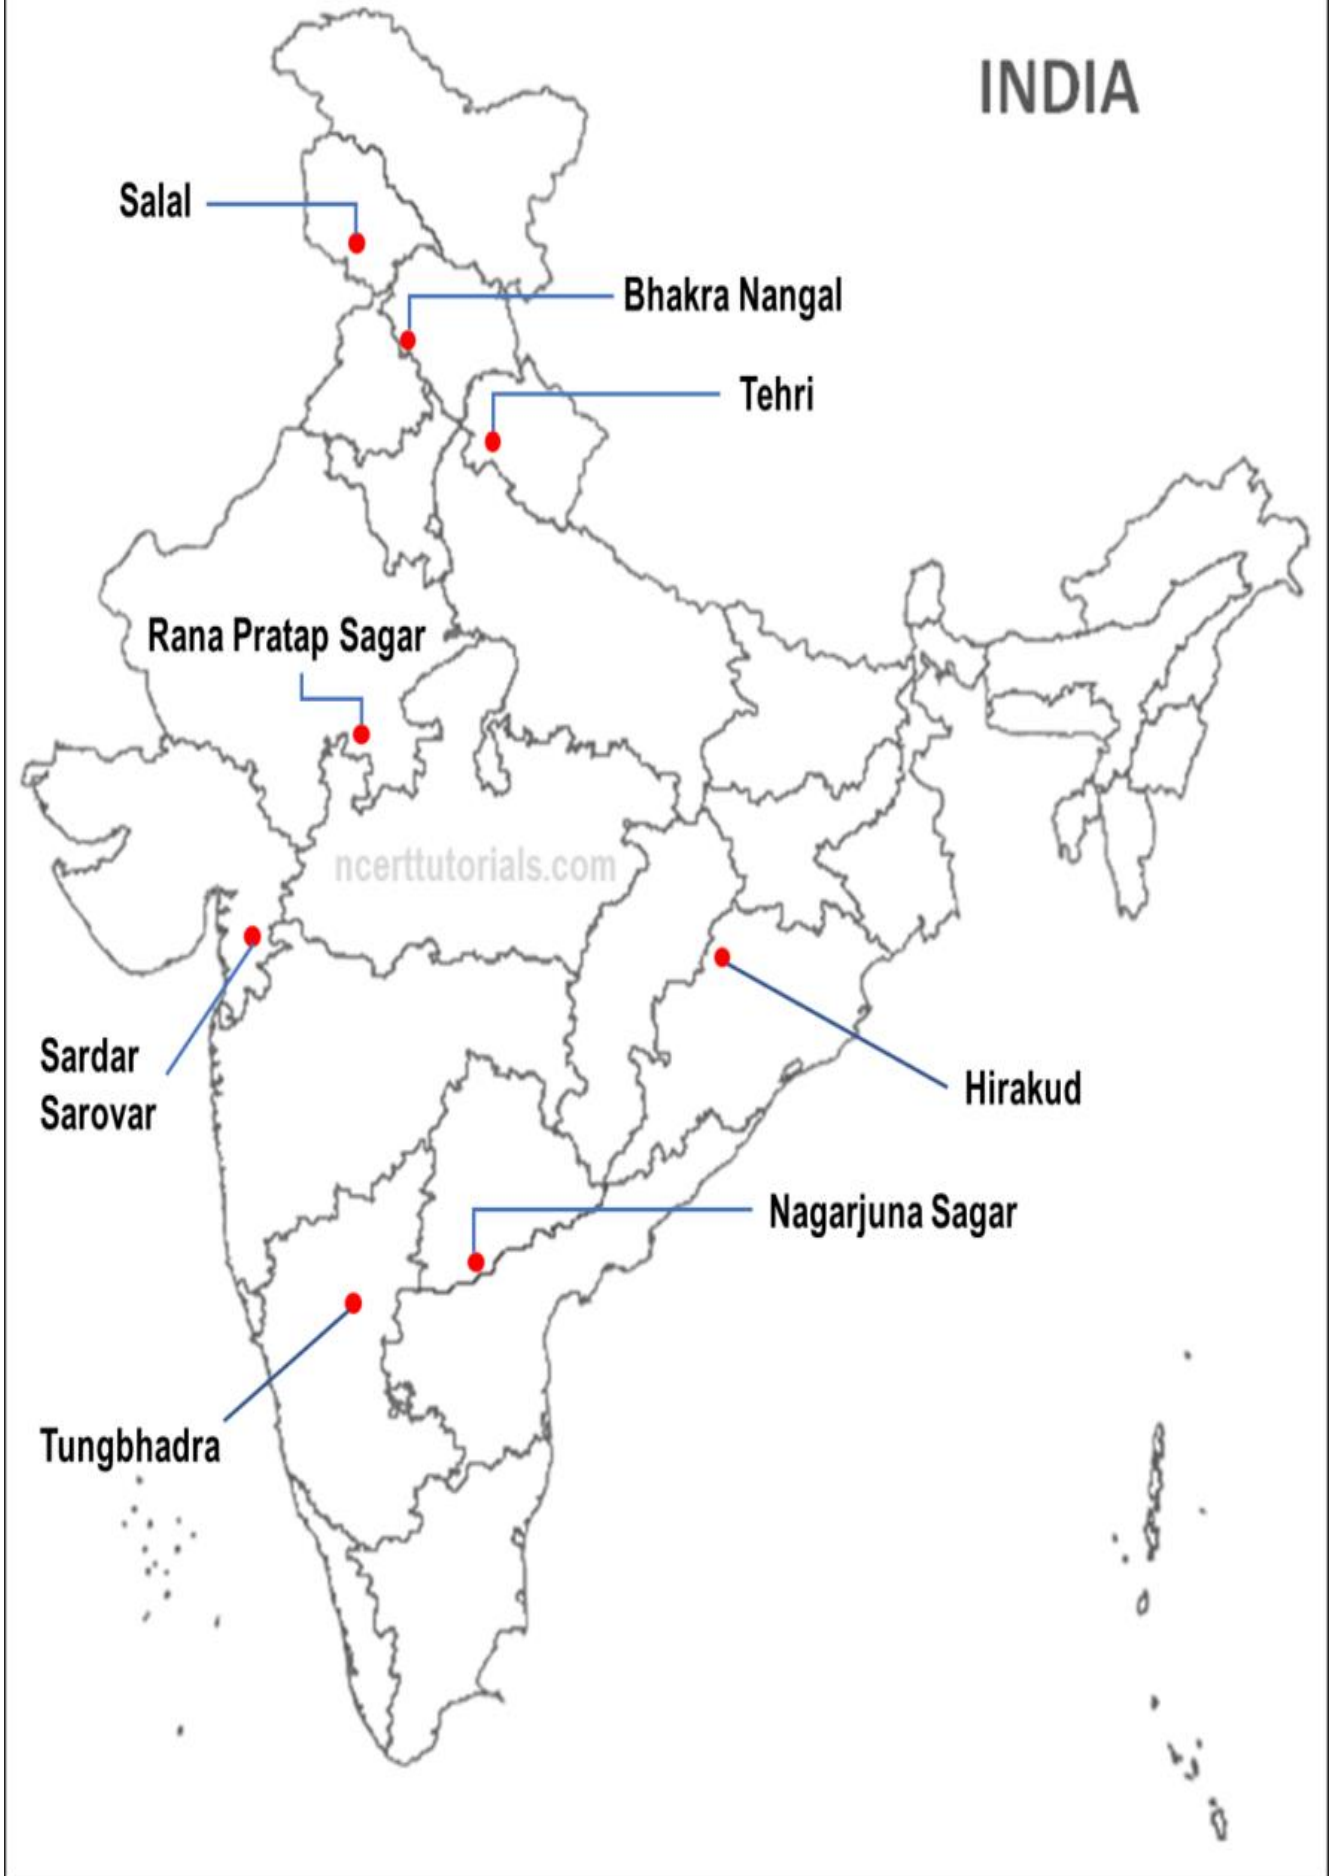 INDIA
Salal
Bhakra Nangal
Tehri
Rana Pratap Sagar
ncerttutorials.com
Sardar
Sarovar
Hirakud
Nagarjuna Sagar
Tungbhadra